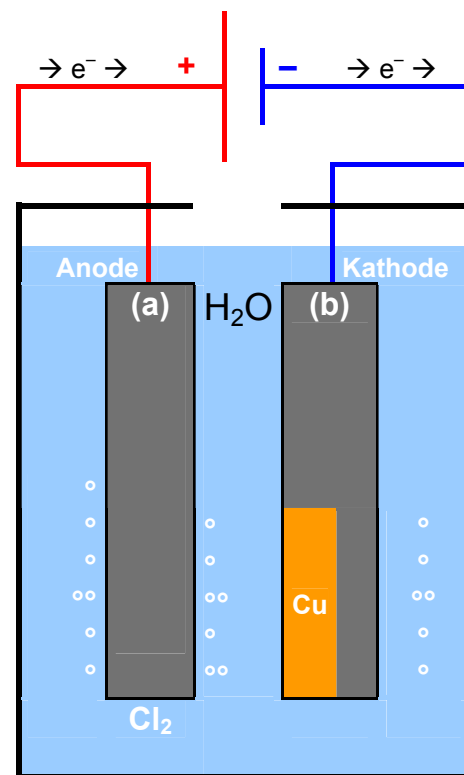 → e⁻ → + − → e⁻ →
Anode Kathode
(a) H₂O (b)
Cu
Cl₂